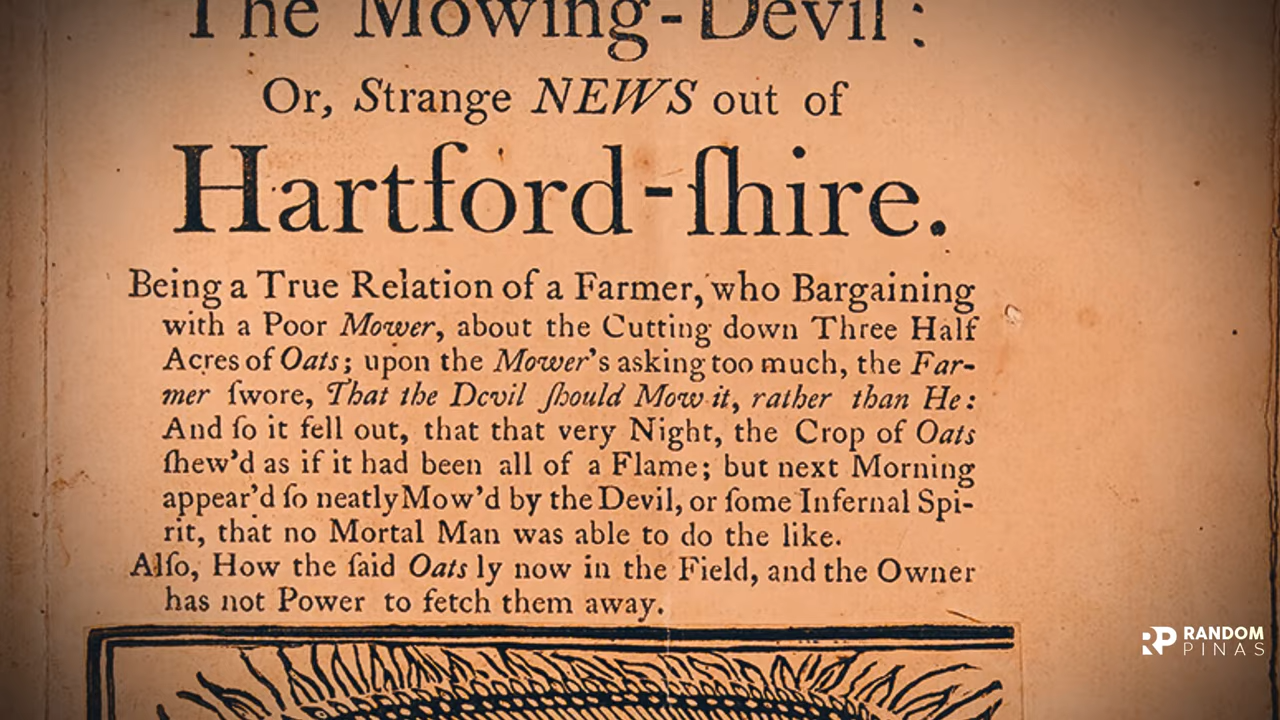 The Mowing-Devil:
Or, Strange NEWS out of
Hartford-ſhire.
Being a True Relation of a Farmer, who Bargaining
with a Poor Mower, about the Cutting down Three Half
Acres of Oats; upon the Mower's asking too much, the Far-
mer ſwore, That the Devil ſhould Mow it, rather than He:
And ſo it fell out, that that very Night, the Crop of Oats
ſhew'd as if it had been all of a Flame; but next Morning
appear'd ſo neatly Mow'd by the Devil, or ſome Infernal Spi-
rit, that no Mortal Man was able to do the like.
Alſo, How the ſaid Oats ly now in the Field, and the Owner
has not Power to fetch them away.
RP RANDOM
PINAS